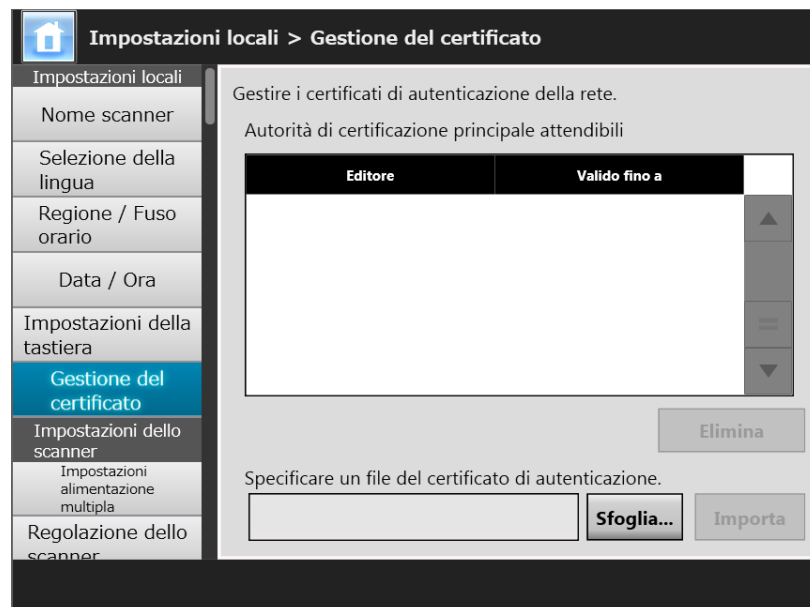 Impostazioni locali > Gestione del certificato
Impostazioni locali
Nome scanner
Selezione della
lingua
Regione / Fuso
orario
Data / Ora
Impostazioni della
tastiera
Gestione del
certificato
Impostazioni dello
scanner
Impostazioni
alimentazione
multipla
Regolazione dello
scanner
Gestire i certificati di autenticazione della rete.
Autorità di certificazione principale attendibili
Editore Valido fino a
Elimina
Specificare un file del certificato di autenticazione.
Sfoglia... Importa